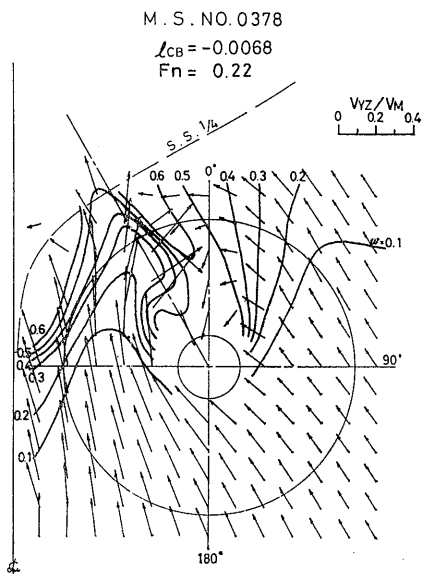 M.S. NO.0378
ℓCB = -0.0068
Fn = 0.22
VYZ/VM
0 0.2 0.4
S.S. 1/4
0.6 0.5 0° 0.4 0.3 0.2
ω=0.1
0.6
0.5
0.4
0.3
90°
0.2
0.1
180°
℄